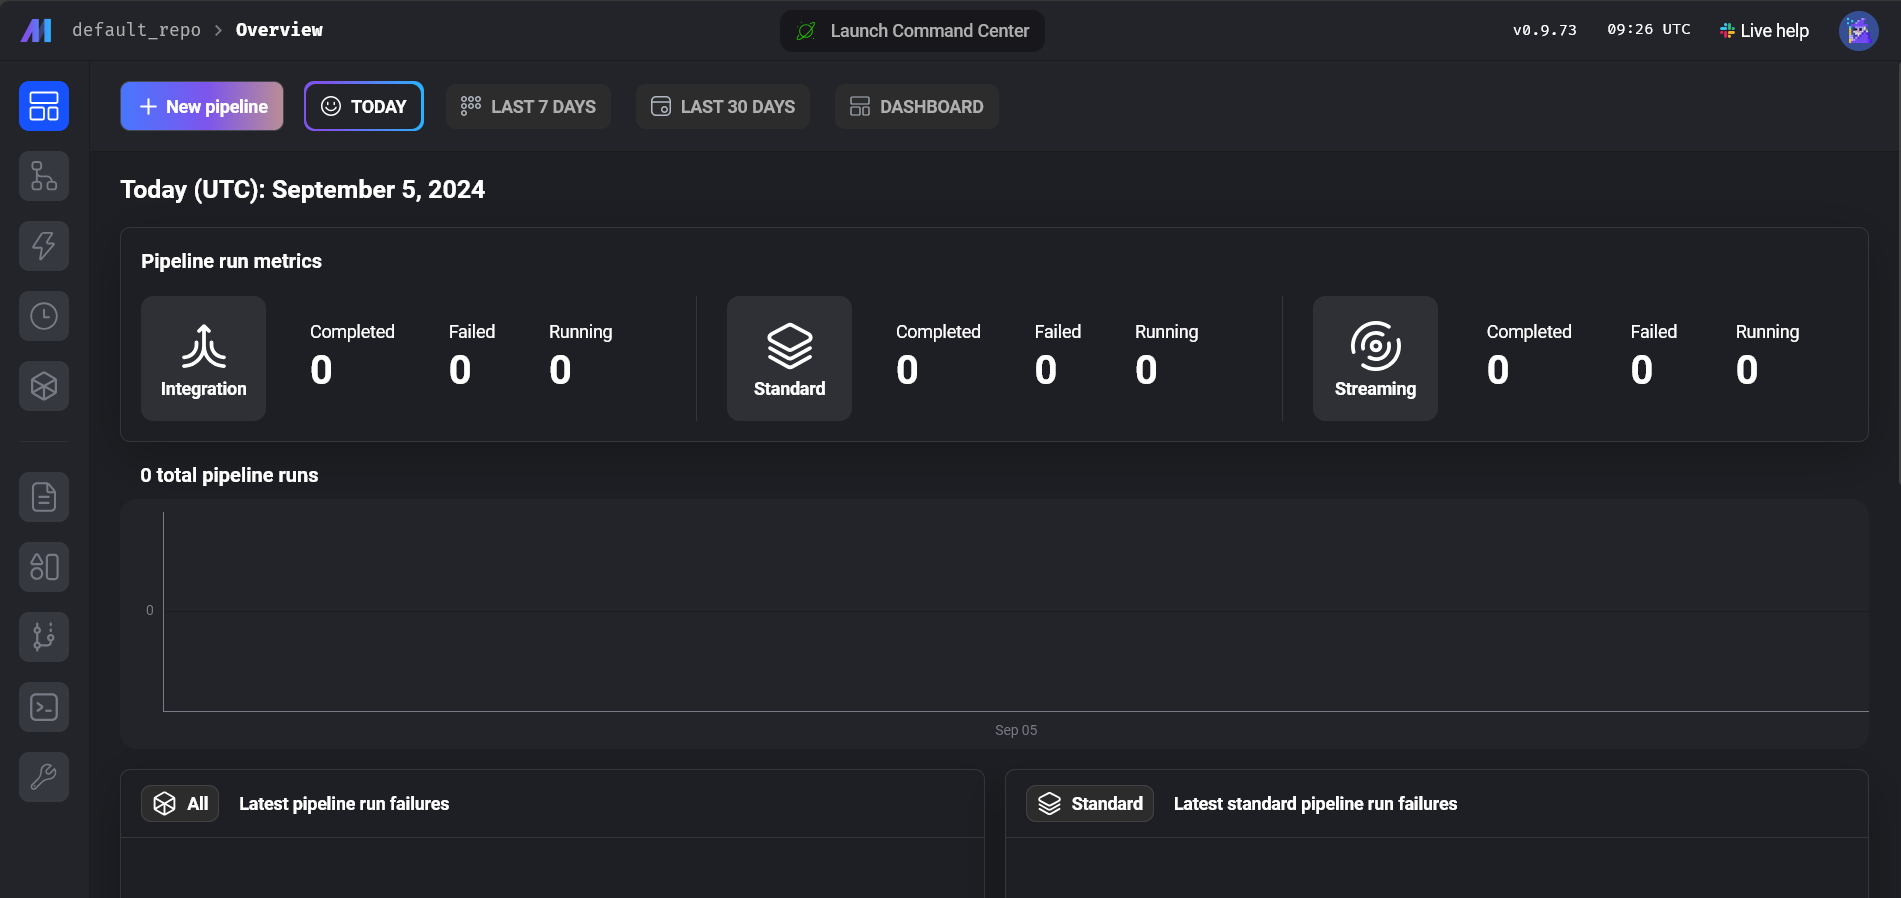 default_repo > Overview
Launch Command Center
v0.9.73 09:26 UTC Live help
+ New pipeline TODAY LAST 7 DAYS LAST 30 DAYS DASHBOARD
Today (UTC): September 5, 2024
Pipeline run metrics
Integration
Completed Failed Running
0 0 0
Standard
Completed Failed Running
0 0 0
Streaming
Completed Failed Running
0 0 0
0 total pipeline runs
0
Sep 05
All Latest pipeline run failures
Standard Latest standard pipeline run failures